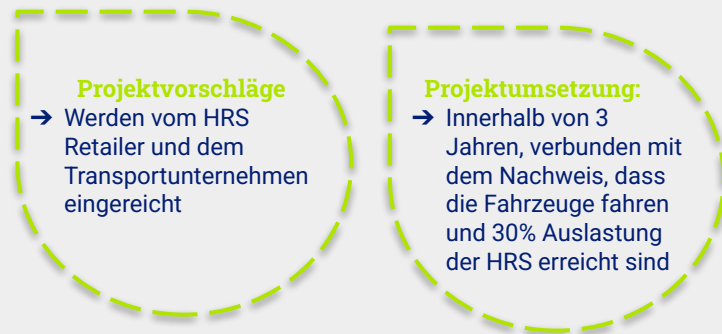 Projektvorschläge
➔ Werden vom HRS
Retailer und dem
Transportunternehmen
eingereicht
Projektumsetzung:
➔ Innerhalb von 3
Jahren, verbunden mit
dem Nachweis, dass
die Fahrzeuge fahren
und 30% Auslastung
der HRS erreicht sind